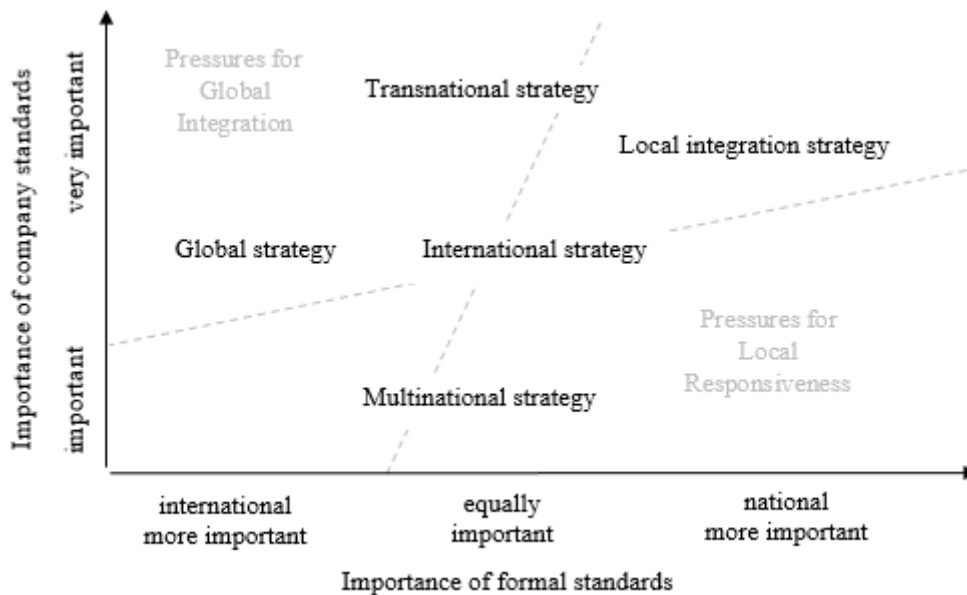 Importance of company standards
very important
important
Pressures for
Global
Integration
Transnational strategy
Local integration strategy
Global strategy
International strategy
Pressures for
Local
Responsiveness
Multinational strategy
international
more important
equally
important
national
more important
Importance of formal standards